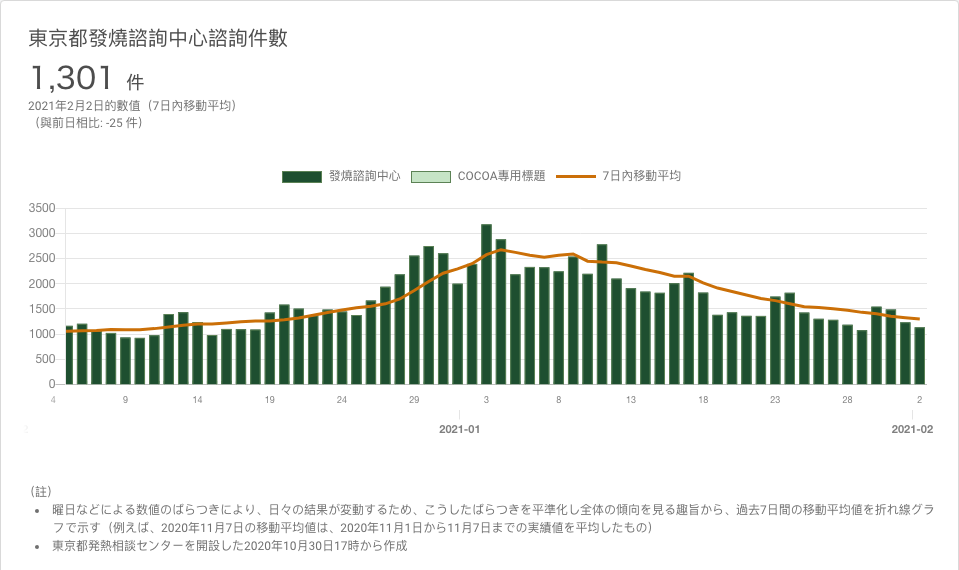 東京都發燒諮詢中心諮詢件數
1,301 件
2021年2月2日的數值（7日內移動平均）
（與前日相比: -25 件）
發燒諮詢中心 COCOA專用標題 7日內移動平均
3500
3000
2500
2000
1500
1000
500
0
4 9 14 19 24 29 3 8 13 18 23 28 2
2021-01 2021-02
（註）
• 曜日などによる数値のばらつきにより、日々の結果が変動するため、こうしたばらつきを平準化し全体の傾向を見る趣旨から、過去7日間の移動平均値を折れ線グラ
フで示す（例えば、2020年11月7日の移動平均値は、2020年11月1日から11月7日までの実績値を平均したもの）
• 東京都発熱相談センターを開設した2020年10月30日17時から作成